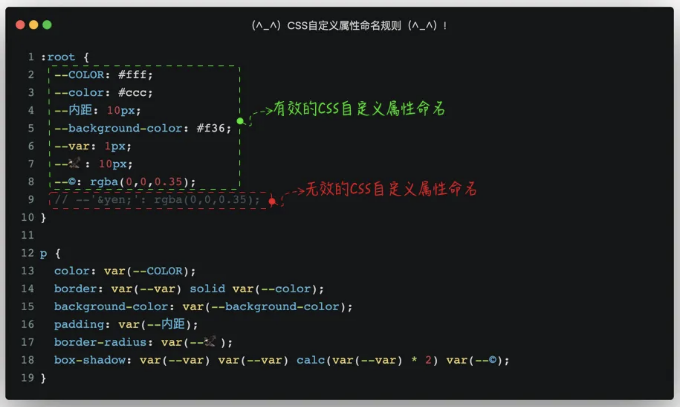 (^_^) CSS自定义属性命名规则 (^_^) !
1 :root {
2 --COLOR: #fff;
3 --color: #ccc;
4 --内距: 10px;
5 --background-color: #f36;
6 --var: 1px;
7 --: 10px;
8 --©: rgba(0,0,0.35);
9 // --'&yen;': rgba(0,0,0.35);
10 }
有效的CSS自定义属性命名
无效的CSS自定义属性命名
11
12 p {
13 color: var(--COLOR);
14 border: var(--var) solid var(--color);
15 background-color: var(--background-color);
16 padding: var(--内距);
17 border-radius: var(--);
18 box-shadow: var(--var) var(--var) calc(var(--var) * 2) var(--©);
19 }